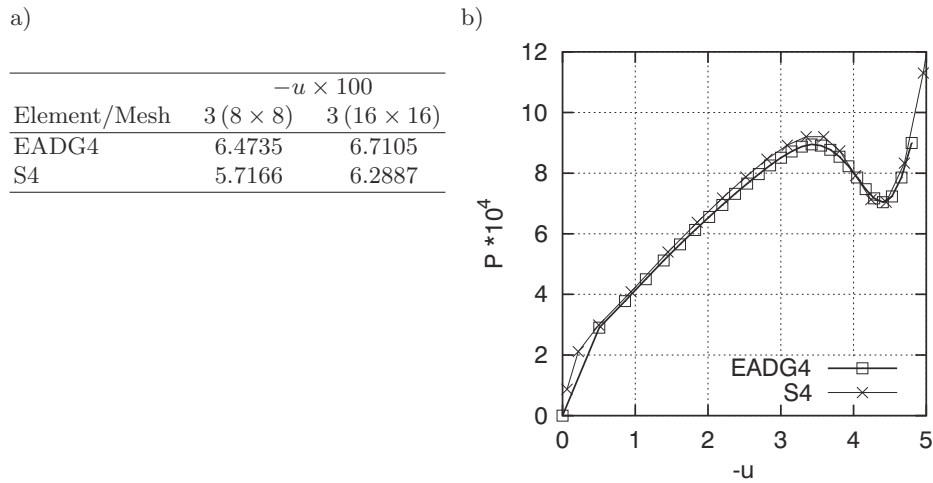 a)
−u × 100
Element/Mesh 3 (8 × 8) 3 (16 × 16)
EADG4 6.4735 6.7105
S4 5.7166 6.2887
b)
12
10
8
6
4
2
0
P *10^4
EADG4
S4
0 1 2 3 4 5
-u